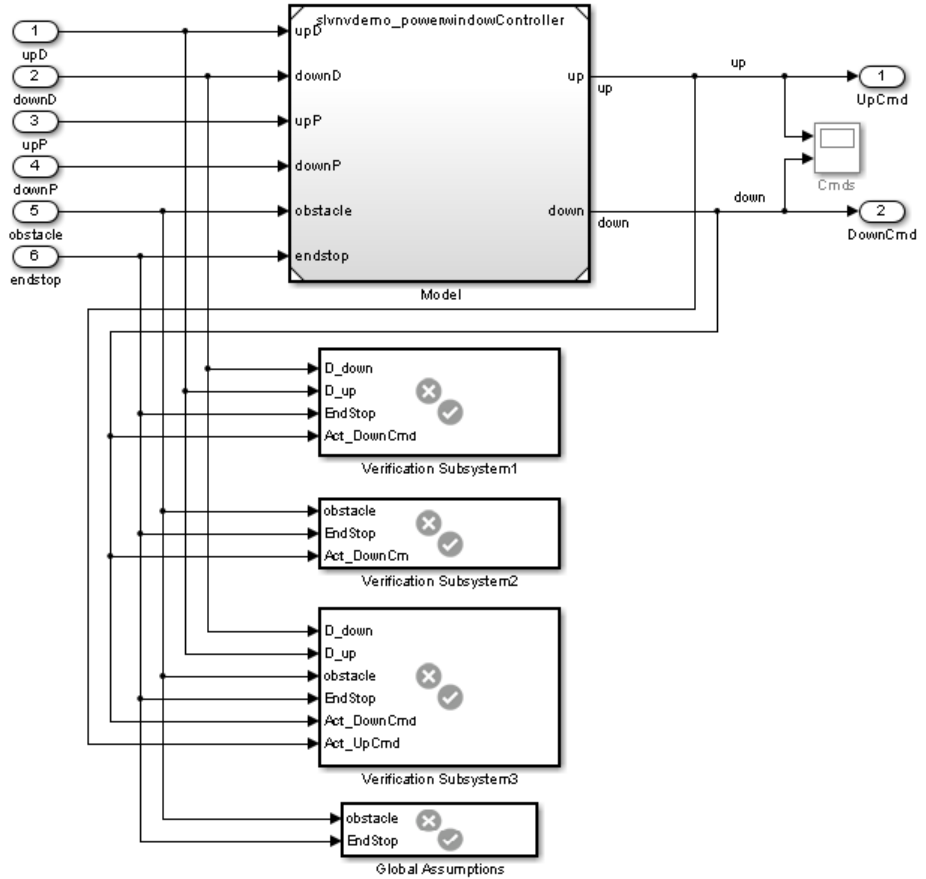 slvnvdemo_powerwindowController
1
upD
2
downD
3
upP
4
downP
5
obstacle
6
endstop
upD
downD
upP
downP
obstacle
endstop
up
down
Model
up
up
down
down
1
UpCmd
Cmds
2
DownCmd
D_down
D_up
EndStop
Act_DownCmd
Verification Subsystem1
obstacle
EndStop
Act_DownCm
Verification Subsystem2
D_down
D_up
obstacle
EndStop
Act_DownCmd
Act_UpCmd
Verification Subsystem3
obstacle
EndStop
Global Assumptions